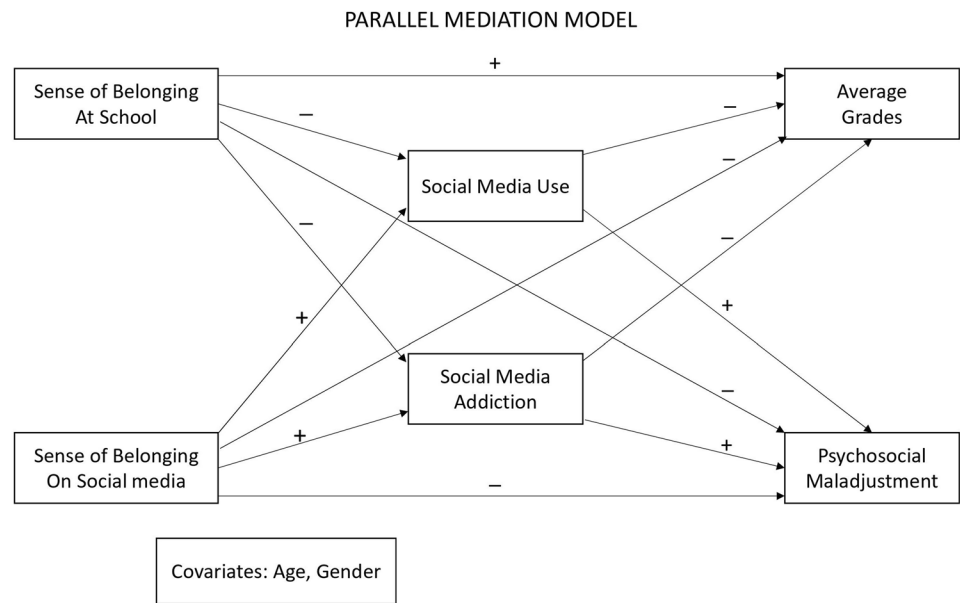 PARALLEL MEDIATION MODEL
Sense of Belonging
At School
+
Average
Grades
−
−
−
Social Media Use
−
−
+
+
Social Media
Addiction
−
Sense of Belonging
On Social media
+
+
Psychosocial
Maladjustment
−
Covariates: Age, Gender